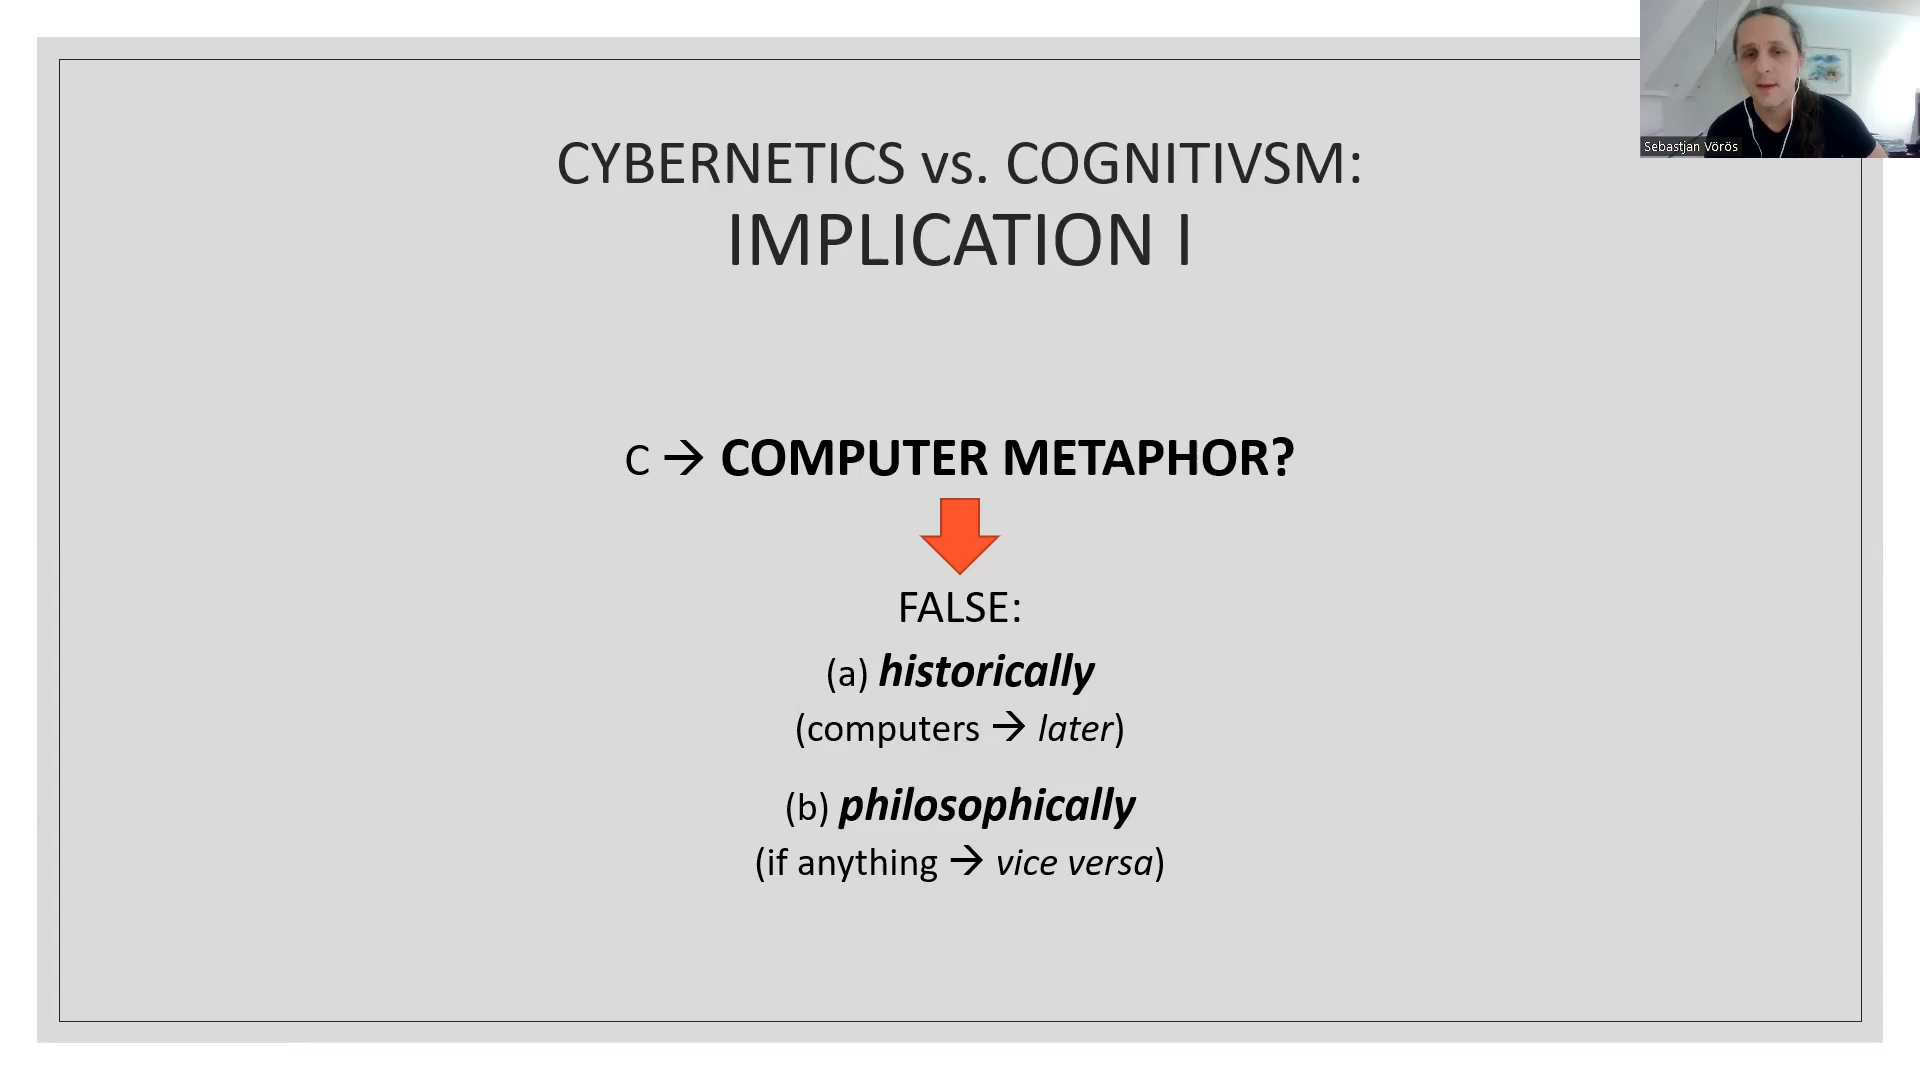 CYBERNETICS vs. COGNITIVSM:
IMPLICATION I
C → COMPUTER METAPHOR?
FALSE:
(a) historically
(computers → later)
(b) philosophically
(if anything → vice versa)
Sebastjan Vörös